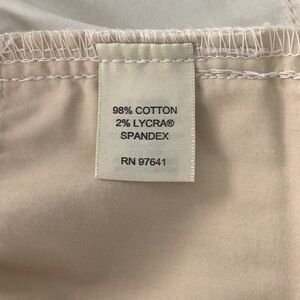 98% COTTON
2% LYCRA®
SPANDEX
RN 97641